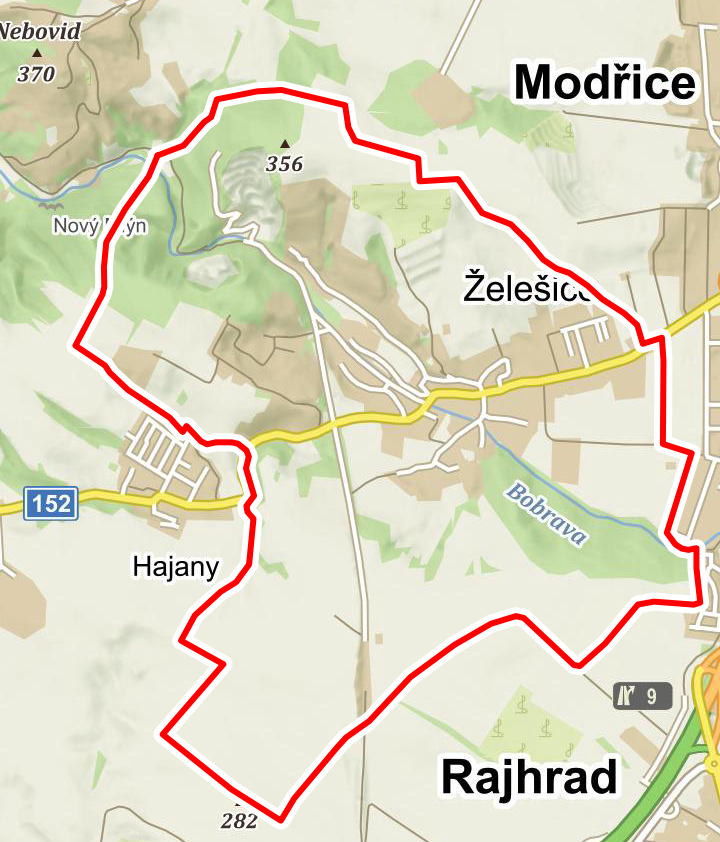 Nebovid
370
Modřice
356
Nový
Želešice
152
Bobrava
Hajany
9
Rajhrad
282